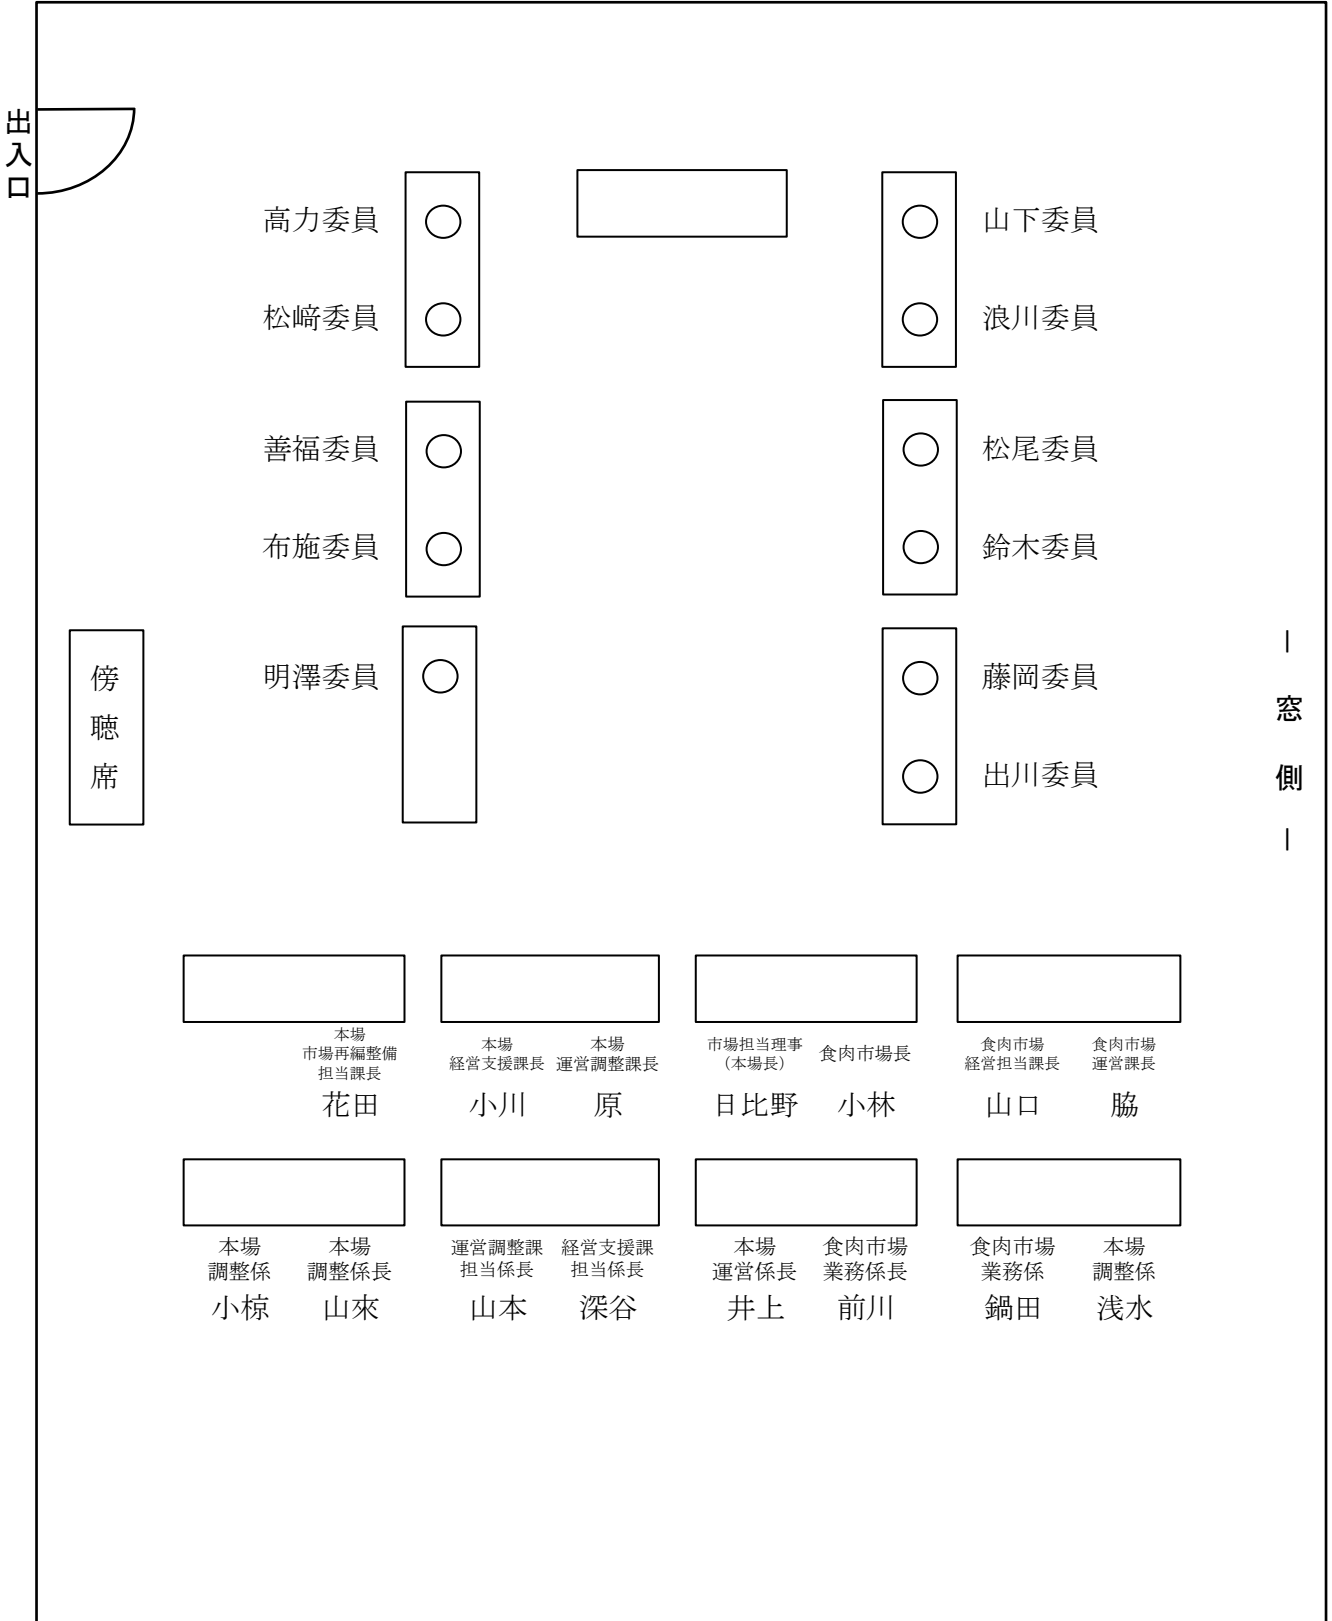 出入口
高力委員
山下委員
松﨑委員
浪川委員
善福委員
松尾委員
布施委員
鈴木委員
明澤委員
藤岡委員
出川委員
傍聴席
－窓側－
本場
市場再編整備
担当課長
花田
本場
経営支援課長
小川
本場
運営調整課長
原
市場担当理事
（本場長）
日比野
食肉市場長
小林
食肉市場
経営担当課長
山口
食肉市場
運営課長
脇
本場
調整係
小椋
本場
調整係長
山來
運営調整課
担当係長
山本
経営支援課
担当係長
深谷
本場
運営係長
井上
食肉市場
業務係長
前川
食肉市場
業務係
鍋田
本場
調整係
浅水